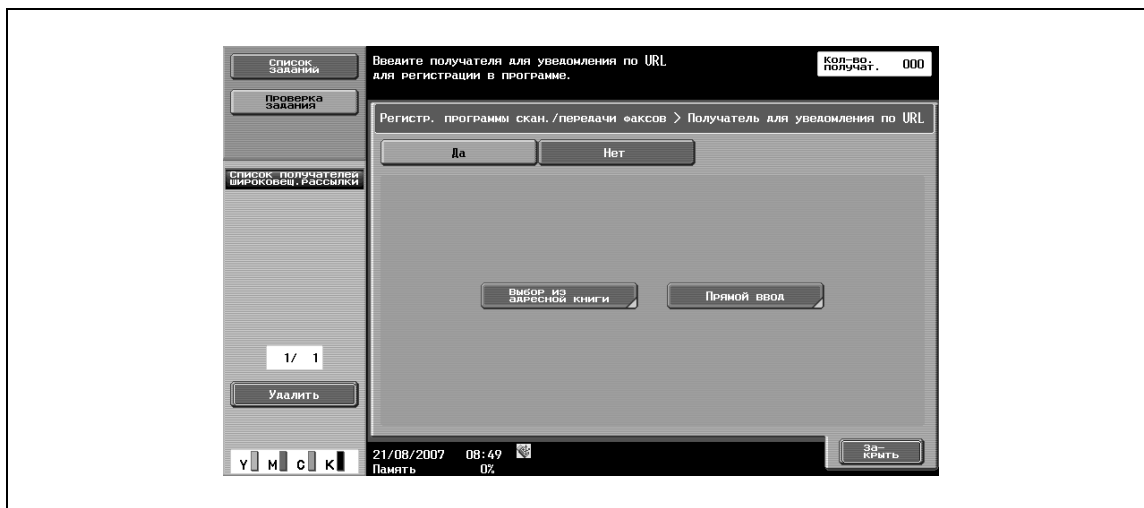 Список
заданий
Проверка
задания
Список получателей
широковещ.рассылки
1/ 1
Удалить
Y M C K
Введите получателя для уведомления по URL
для регистрации в программе.
Кол-во.
получат. 000
Регистр. программы скан./передачи факсов > Получатель для уведомления по URL
Да Нет
Выбор из
адресной книги
Прямой ввод
21/08/2007 08:49
Память 0%
За-
крыть